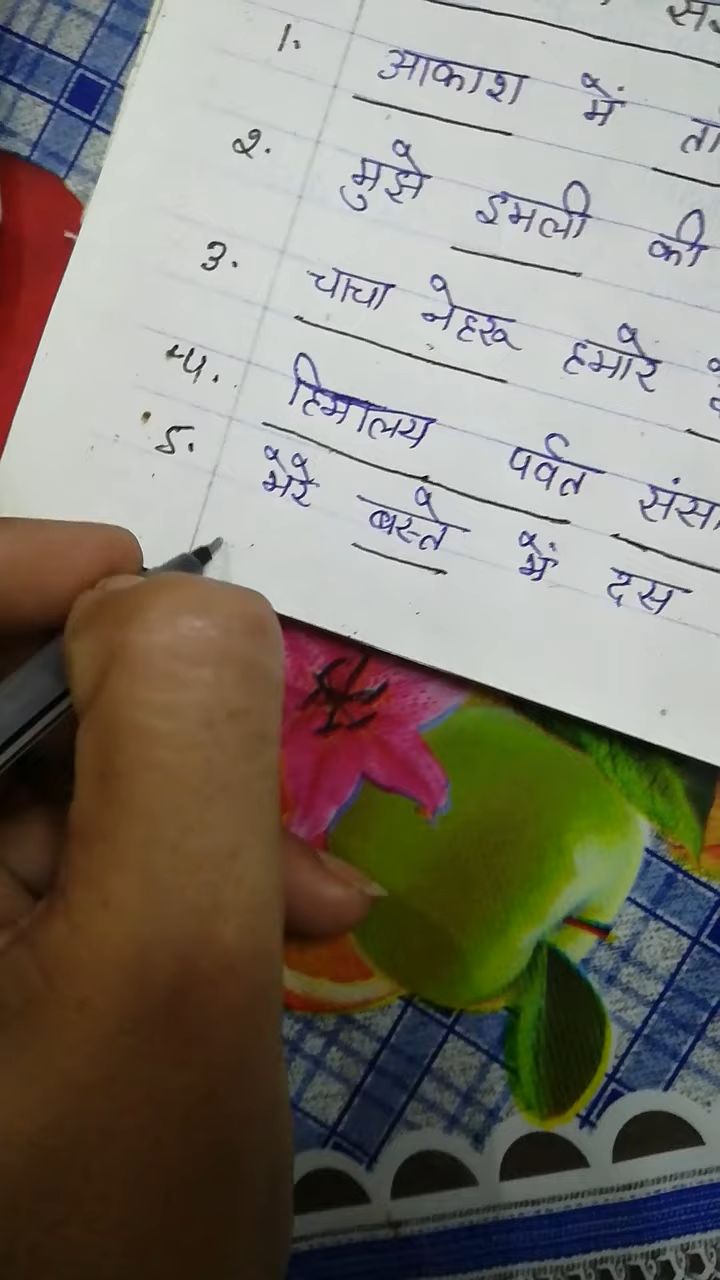 स
1. आकाश में ता
2. मुझे इमली की
3. चाचा नेहरू हमारे
4. हिमालय पर्वत संसा
5. मेरे बस्ते में दस